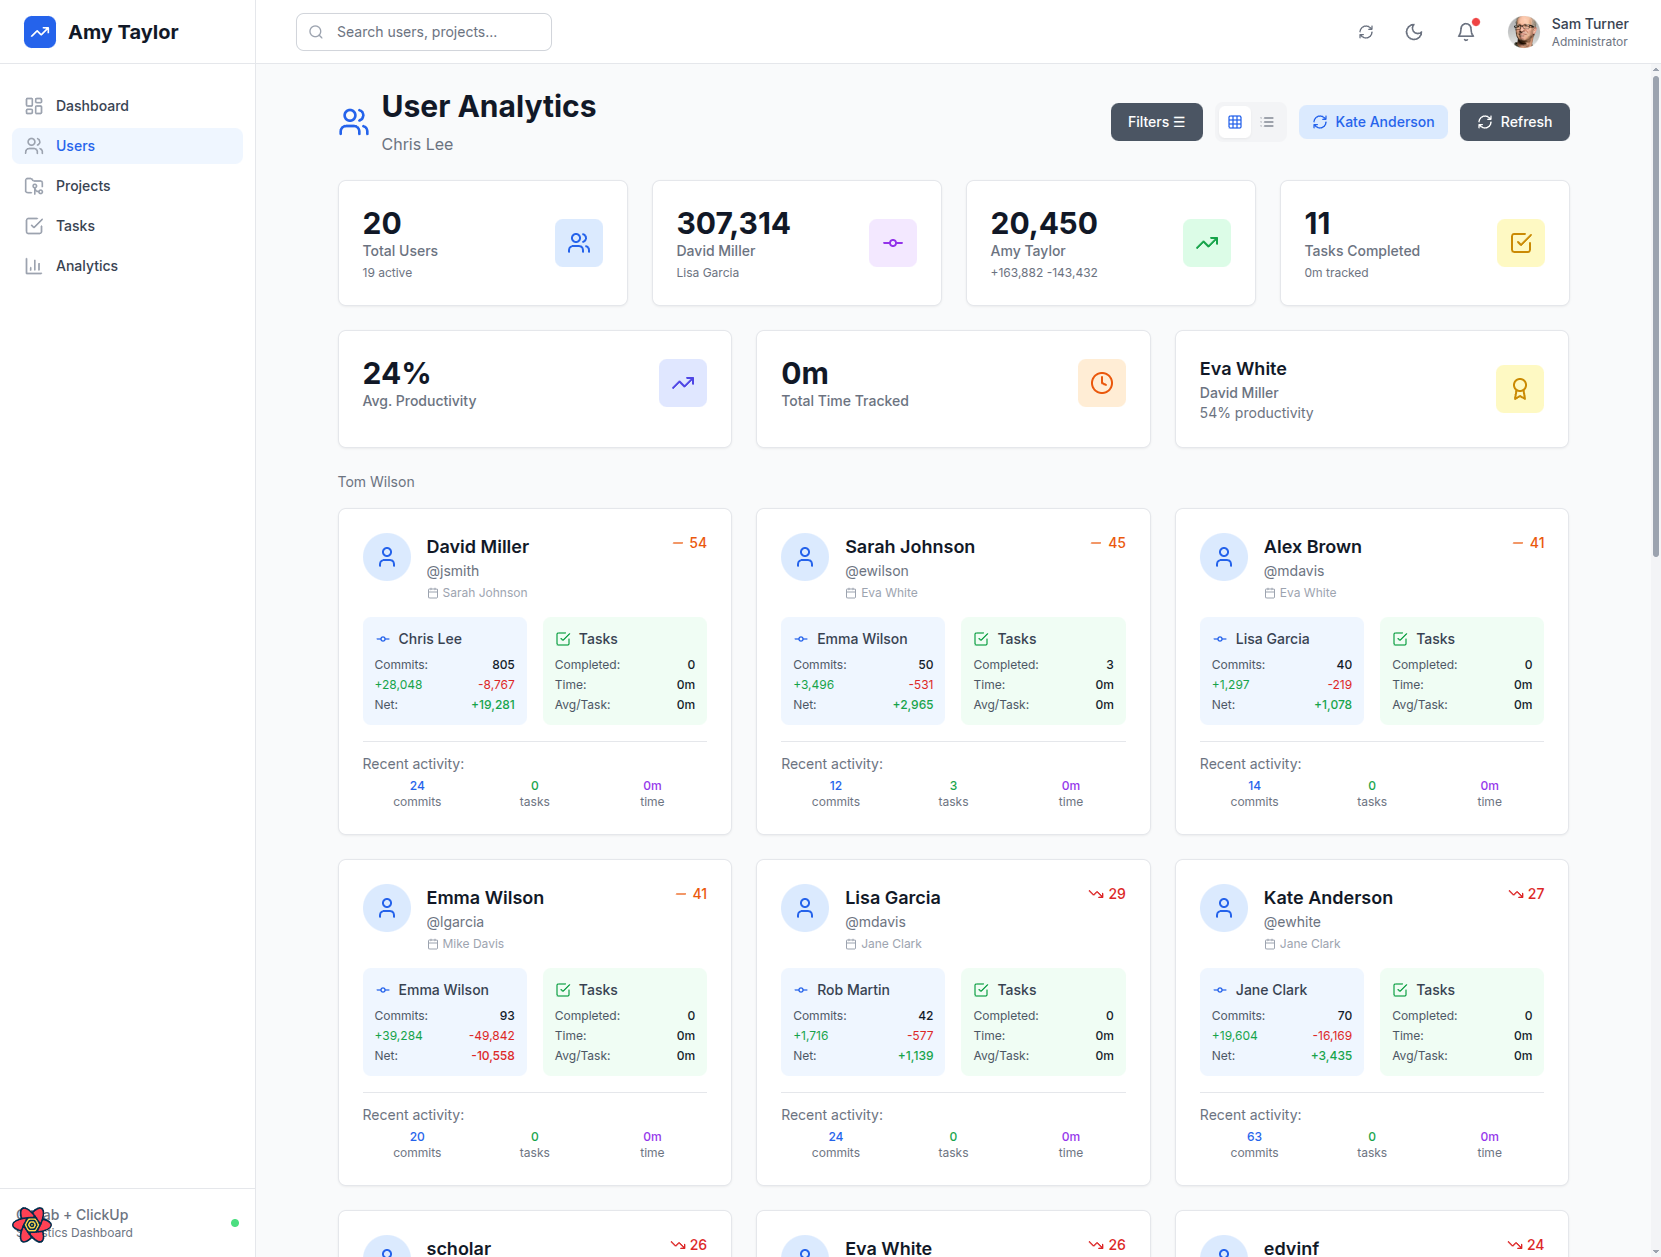 Amy Taylor
Search users, projects...
Sam Turner
Administrator
Dashboard
Users
Projects
Tasks
Analytics
User Analytics
Chris Lee
Filters ☰
Kate Anderson
Refresh
20
Total Users
19 active
307,314
David Miller
Lisa Garcia
20,450
Amy Taylor
+163,882 -143,432
11
Tasks Completed
0m tracked
24%
Avg. Productivity
0m
Total Time Tracked
Eva White
David Miller
54% productivity
Tom Wilson
David Miller
54
@jsmith
Sarah Johnson
Chris Lee
Commits: 805
+28,048 -8,767
Net: +19,281
Tasks
Completed: 0
Time: 0m
Avg/Task: 0m
Recent activity:
24 0 0m
commits tasks time
Sarah Johnson
45
@ewilson
Eva White
Emma Wilson
Commits: 50
+3,496 -531
Net: +2,965
Tasks
Completed: 3
Time: 0m
Avg/Task: 0m
Recent activity:
12 3 0m
commits tasks time
Alex Brown
41
@mdavis
Eva White
Lisa Garcia
Commits: 40
+1,297 -219
Net: +1,078
Tasks
Completed: 0
Time: 0m
Avg/Task: 0m
Recent activity:
14 0 0m
commits tasks time
Emma Wilson
41
@lgarcia
Mike Davis
Emma Wilson
Commits: 93
+39,284 -49,842
Net: -10,558
Tasks
Completed: 0
Time: 0m
Avg/Task: 0m
Recent activity:
20 0 0m
commits tasks time
Lisa Garcia
29
@mdavis
Jane Clark
Rob Martin
Commits: 42
+1,716 -577
Net: +1,139
Tasks
Completed: 0
Time: 0m
Avg/Task: 0m
Recent activity:
24 0 0m
commits tasks time
Kate Anderson
27
@ewhite
Jane Clark
Jane Clark
Commits: 70
+19,604 -16,169
Net: +3,435
Tasks
Completed: 0
Time: 0m
Avg/Task: 0m
Recent activity:
63 0 0m
commits tasks time
scholar
26
Eva White
26
edvinf
24
+ ClickUp
Dashboard